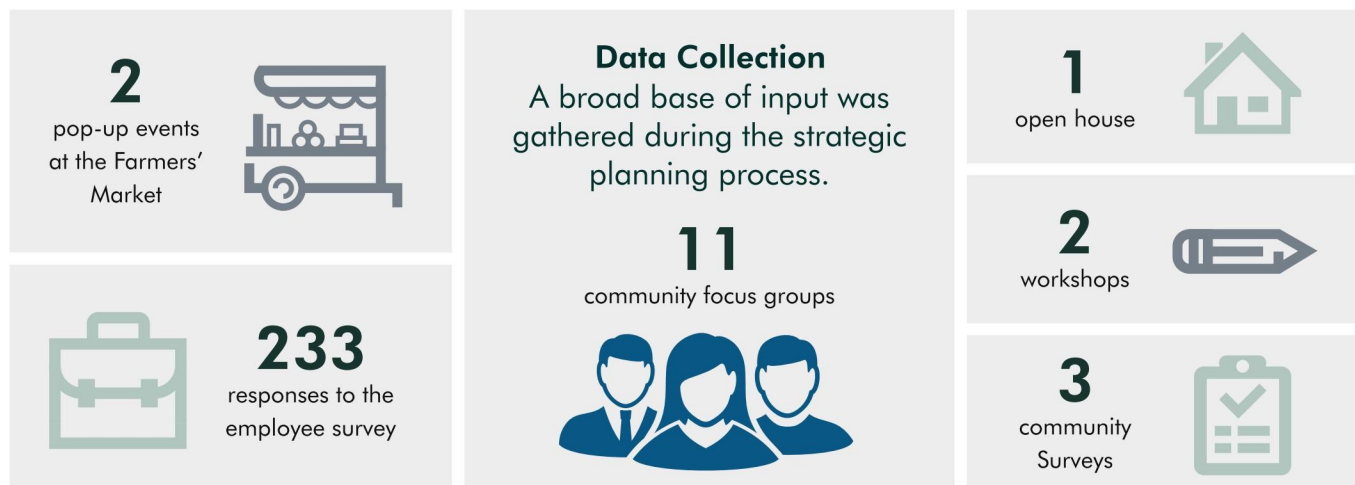 2
pop-up events
at the Farmers’
Market
233
responses to the
employee survey
Data Collection
A broad base of input was
gathered during the strategic
planning process.
11
community focus groups
1
open house
2
workshops
3
community
Surveys